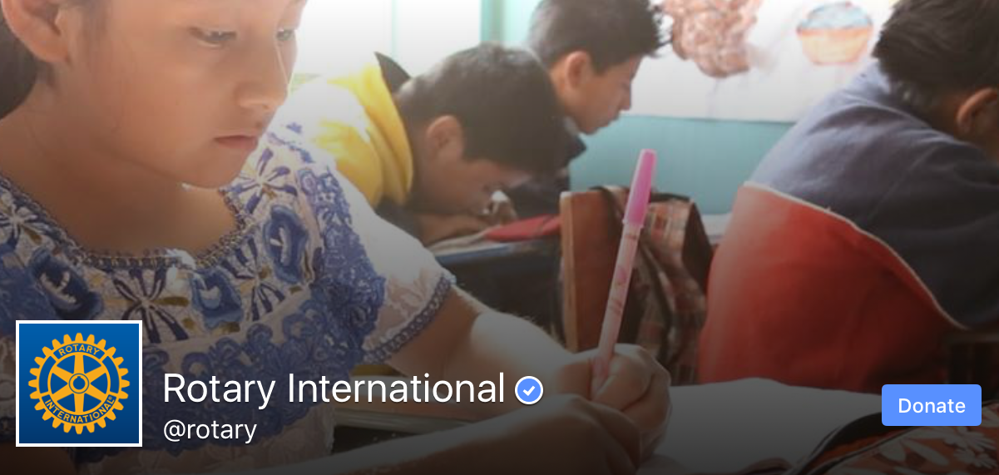 ROTARY
INTERNATIONAL
Rotary International
@rotary
Donate